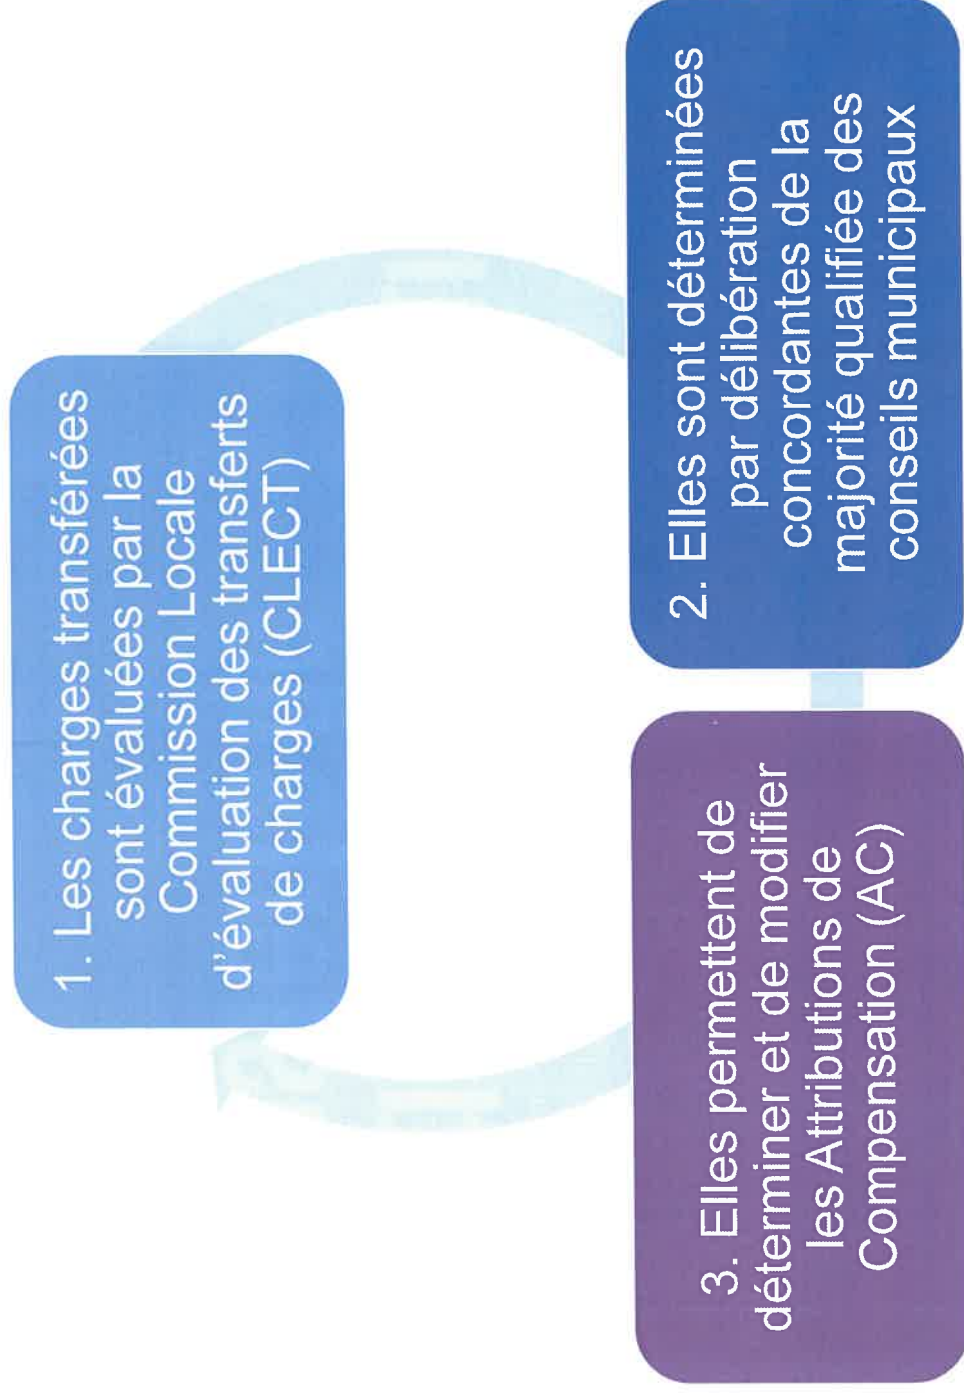 1. Les charges transférées
sont évaluées par la
Commission Locale
d'évaluation des transferts
de charges (CLECT)
2. Elles sont déterminées
par délibération
concordantes de la
majorité qualifiée des
conseils municipaux
3. Elles permettent de
déterminer et de modifier
les Attributions de
Compensation (AC)